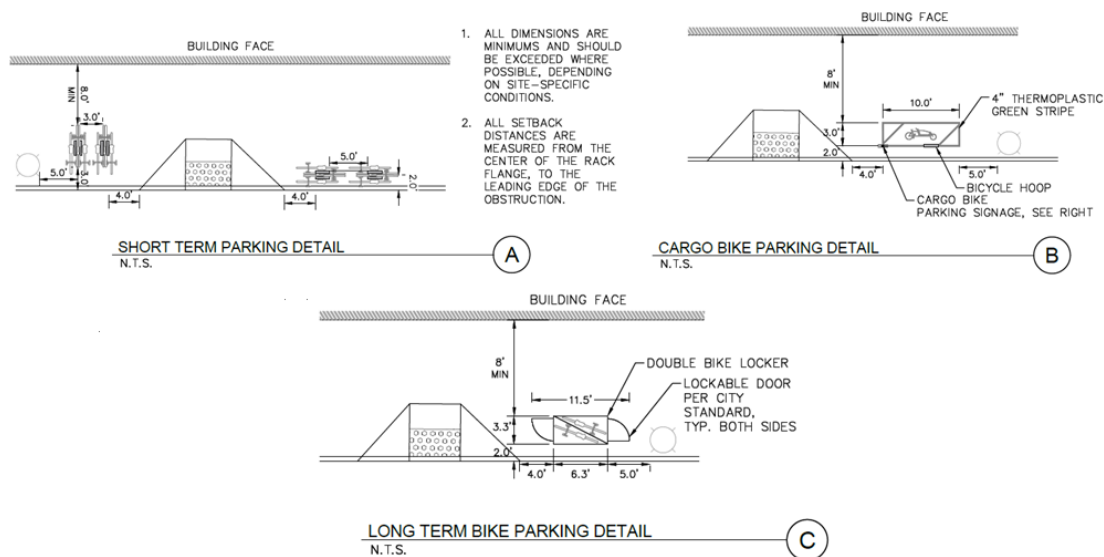 BUILDING FACE
8.0'
MIN
3.0'
5.0'
3.0'
4.0'
4.0'
5.0'
2.0'
SHORT TERM PARKING DETAIL
N.T.S.
A
1. ALL DIMENSIONS ARE
MINIMUMS AND SHOULD
BE EXCEEDED WHERE
POSSIBLE, DEPENDING
ON SITE-SPECIFIC
CONDITIONS.
2. ALL SETBACK
DISTANCES ARE
MEASURED FROM THE
CENTER OF THE RACK
FLANGE, TO THE
LEADING EDGE OF THE
OBSTRUCTION.
BUILDING FACE
8'
MIN
10.0'
4" THERMOPLASTIC
GREEN STRIPE
3.0'
2.0'
4.0'
5.0'
BICYCLE HOOP
CARGO BIKE
PARKING SIGNAGE, SEE RIGHT
CARGO BIKE PARKING DETAIL
N.T.S.
B
BUILDING FACE
8'
MIN
DOUBLE BIKE LOCKER
11.5'
LOCKABLE DOOR
PER CITY
STANDARD,
TYP. BOTH SIDES
3.3'
2.0'
4.0'
6.3'
5.0'
LONG TERM BIKE PARKING DETAIL
N.T.S.
C